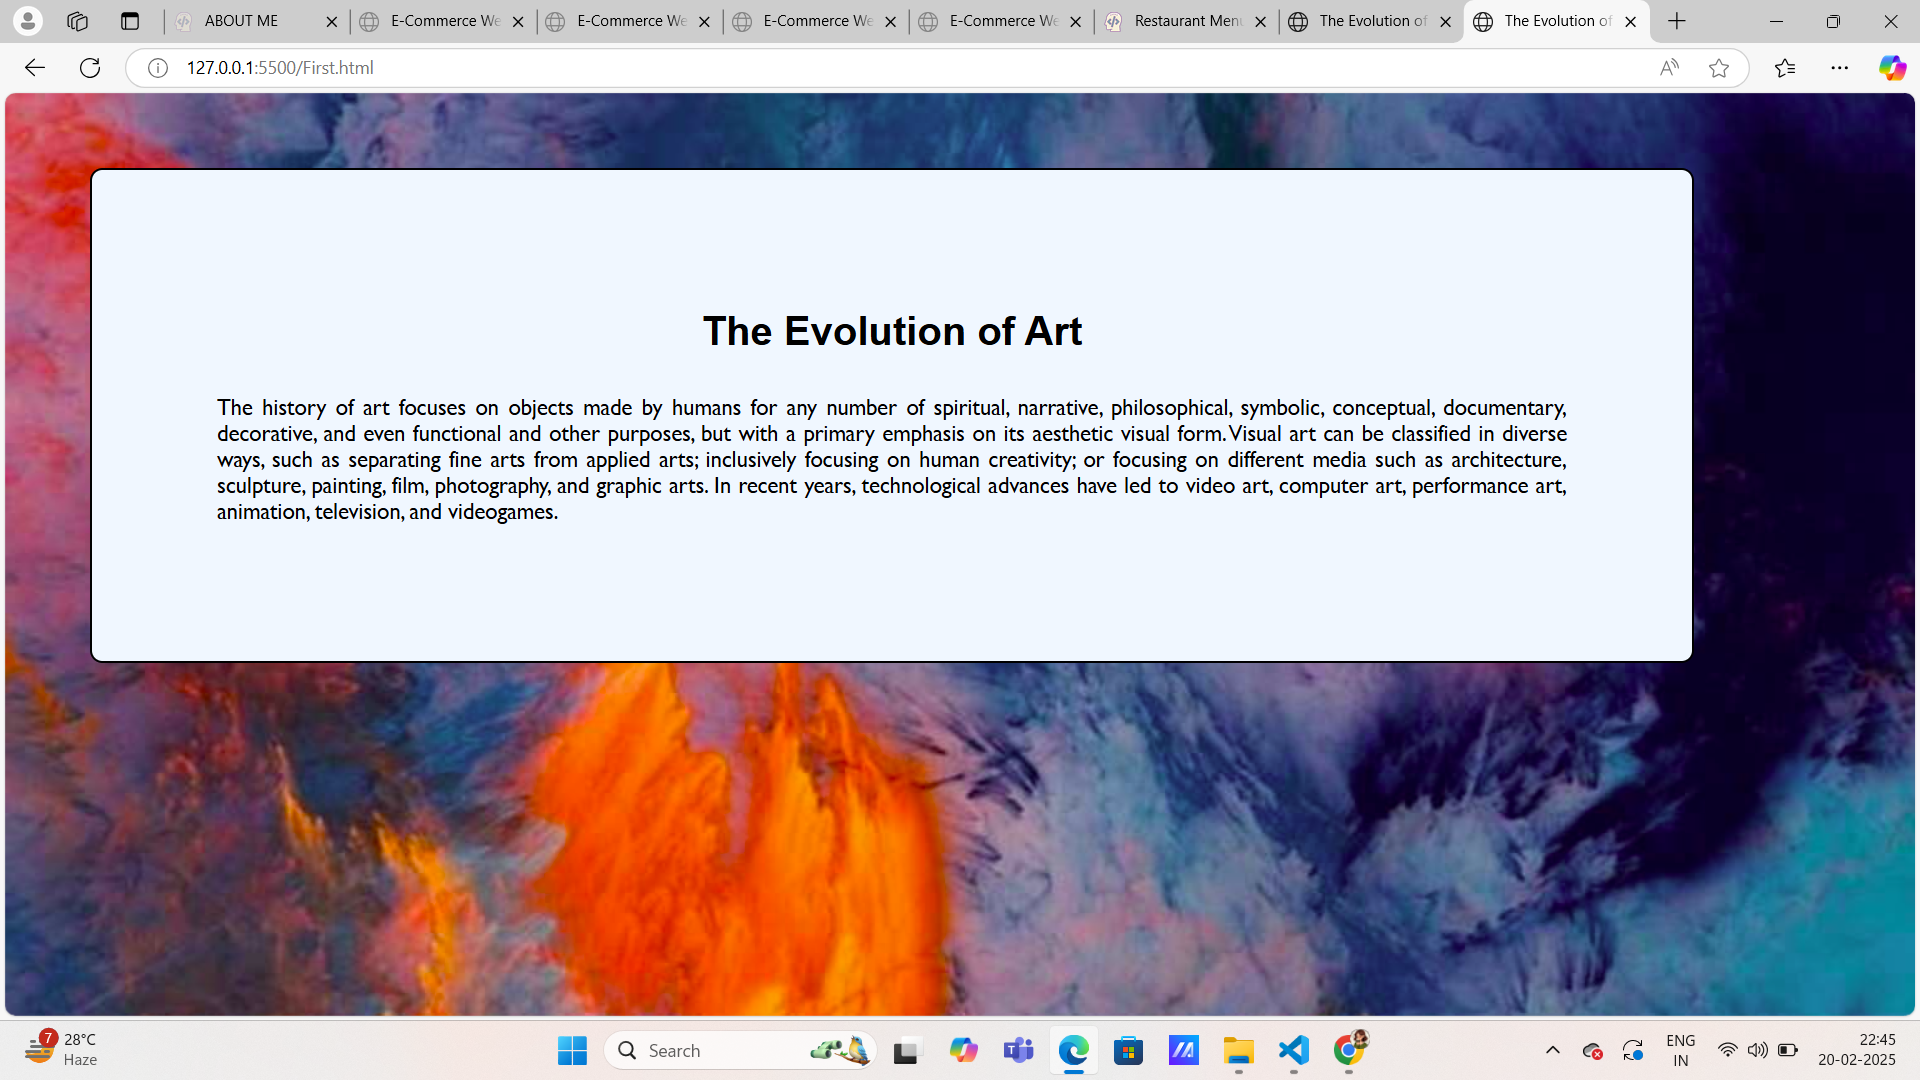 ABOUT ME
E-Commerce We
E-Commerce We
E-Commerce We
E-Commerce We
Restaurant Menu
The Evolution of
The Evolution of
127.0.0.1:5500/First.html
The Evolution of Art
The history of art focuses on objects made by humans for any number of spiritual, narrative, philosophical, symbolic, conceptual, documentary,
decorative, and even functional and other purposes, but with a primary emphasis on its aesthetic visual form. Visual art can be classified in diverse
ways, such as separating fine arts from applied arts; inclusively focusing on human creativity; or focusing on different media such as architecture,
sculpture, painting, film, photography, and graphic arts. In recent years, technological advances have led to video art, computer art, performance art,
animation, television, and videogames.
7
28°C
Haze
Search
ENG
IN
22:45
20-02-2025